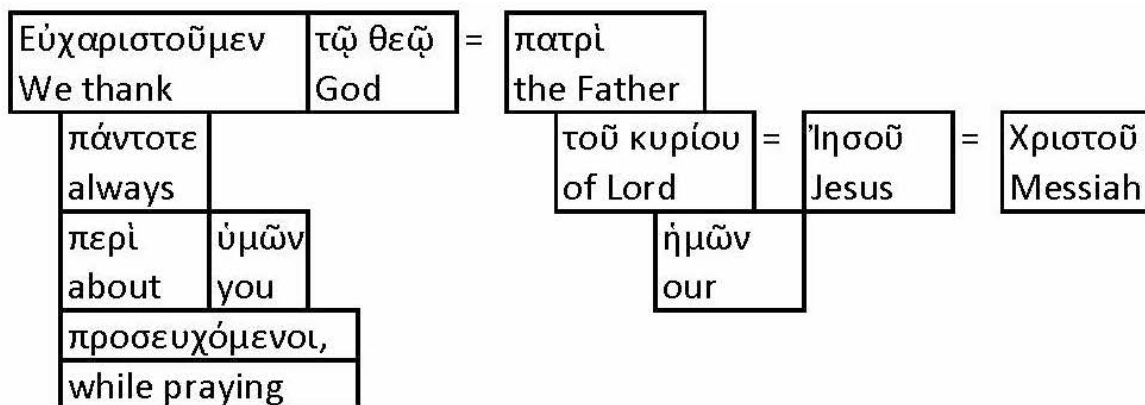 Εὐχαριστοῦμεν τῷ θεῷ = πατρὶ
We thank God the Father
πάντοτε τοῦ κυρίου = Ἰησοῦ = Χριστοῦ
always of Lord Jesus Messiah
περὶ ὑμῶν ἡμῶν
about you our
προσευχόμενοι,
while praying